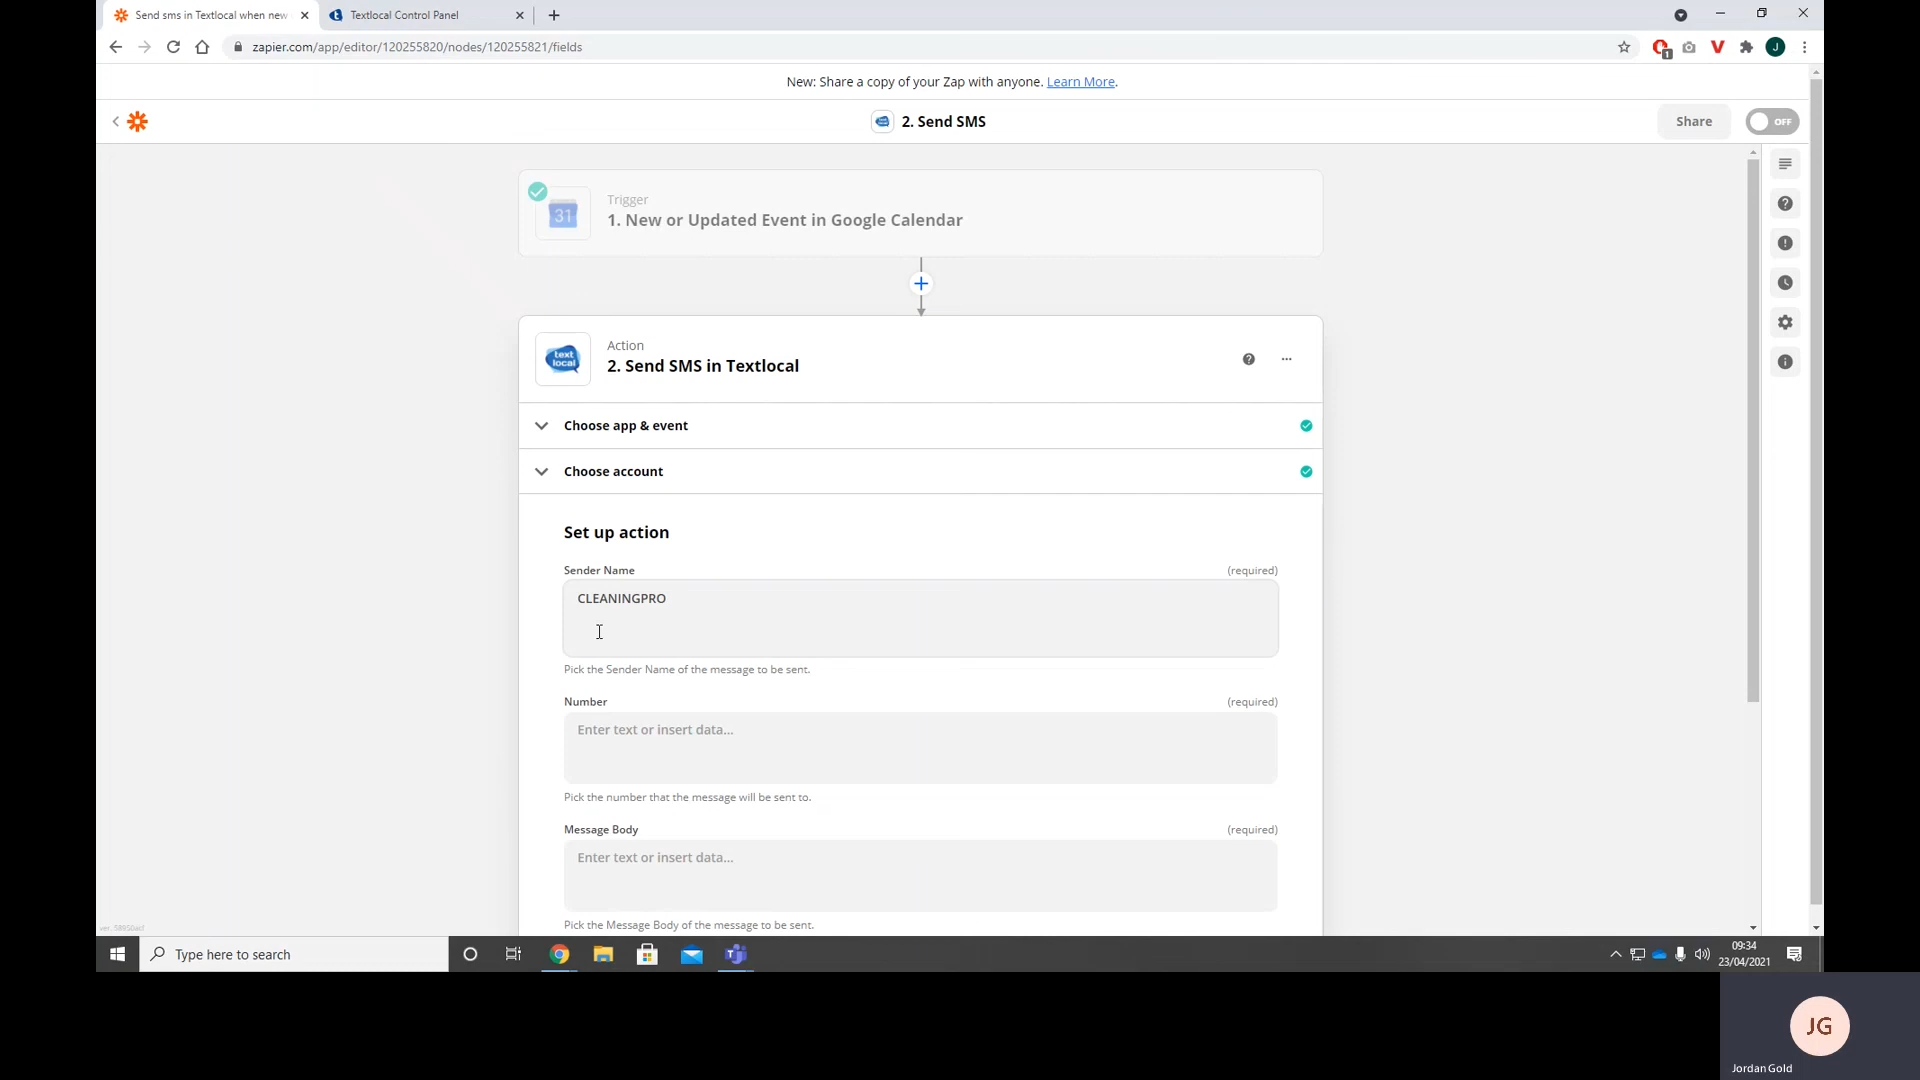 Send sms in Textlocal when new
Textlocal Control Panel
zapier.com/app/editor/120255820/nodes/120255821/fields
1
J
New: Share a copy of your Zap with anyone. Learn More.
2. Send SMS
Share
OFF
31
Trigger
1. New or Updated Event in Google Calendar
text local
Action
2. Send SMS in Textlocal
Choose app & event
Choose account
Set up action
Sender Name
(required)
CLEANINGPRO
Pick the Sender Name of the message to be sent.
Number
(required)
Enter text or insert data...
Pick the number that the message will be sent to.
Message Body
(required)
Enter text or insert data...
Pick the Message Body of the message to be sent.
Type here to search
09:34
23/04/2021
JG
Jordan Gold